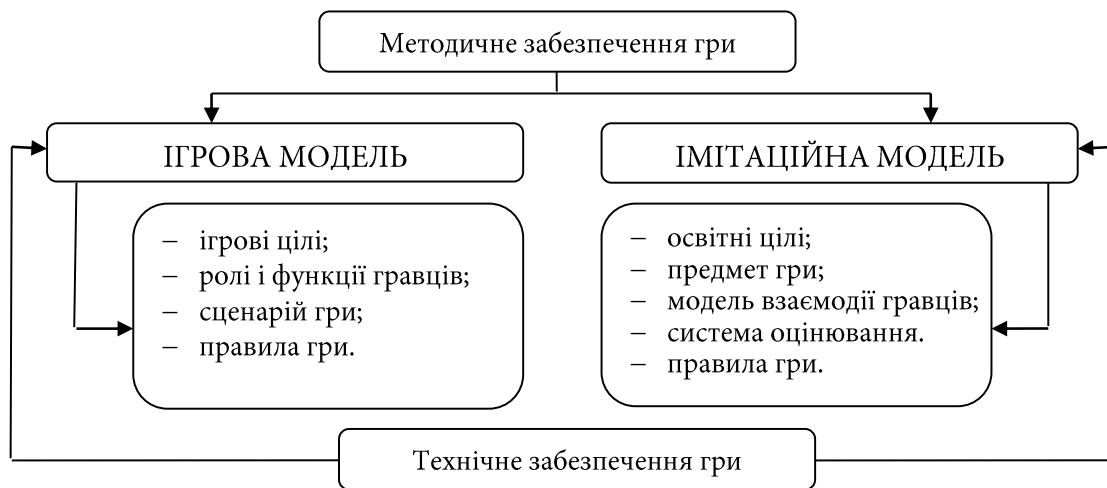 Методичне забезпечення гри
ІГРОВА МОДЕЛЬ
ІМІТАЦІЙНА МОДЕЛЬ
– ігрові цілі;
– ролі і функції гравців;
– сценарій гри;
– правила гри.
– освітні цілі;
– предмет гри;
– модель взаємодії гравців;
– система оцінювання.
– правила гри.
Технічне забезпечення гри